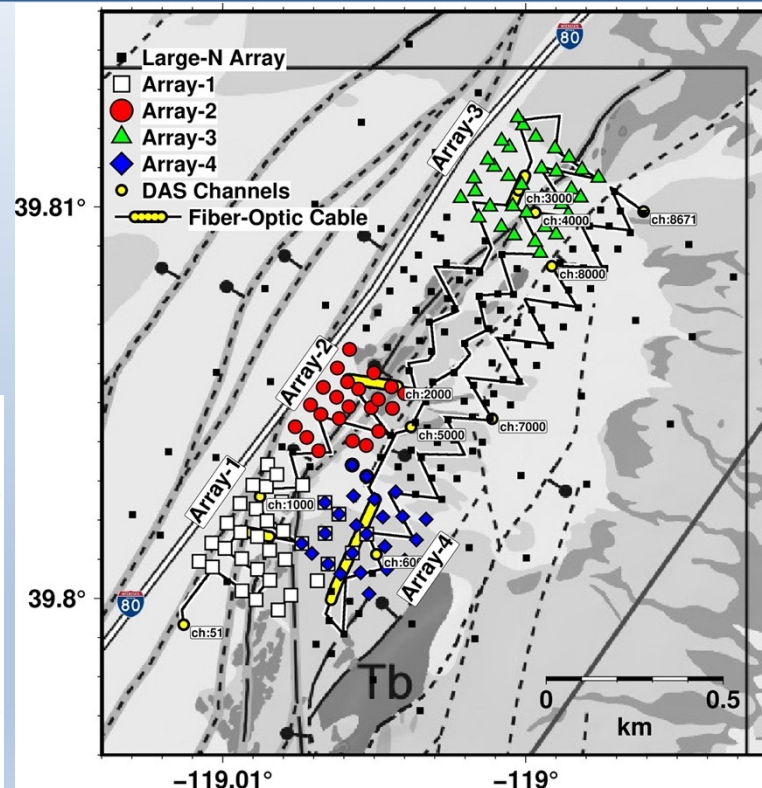 80
Large-N Array
Array-1
Array-2
Array-3
Array-4
DAS Channels
Fiber-Optic Cable
Array-3
39.81°
ch:3000
ch:4000
ch:8671
ch:8000
Array-2
ch:2000
ch:5000
ch:7000
Array-1
ch:1000
Array-4
39.8°
80
ch:51
Tb
0
0.5
km
−119.01°
−119°